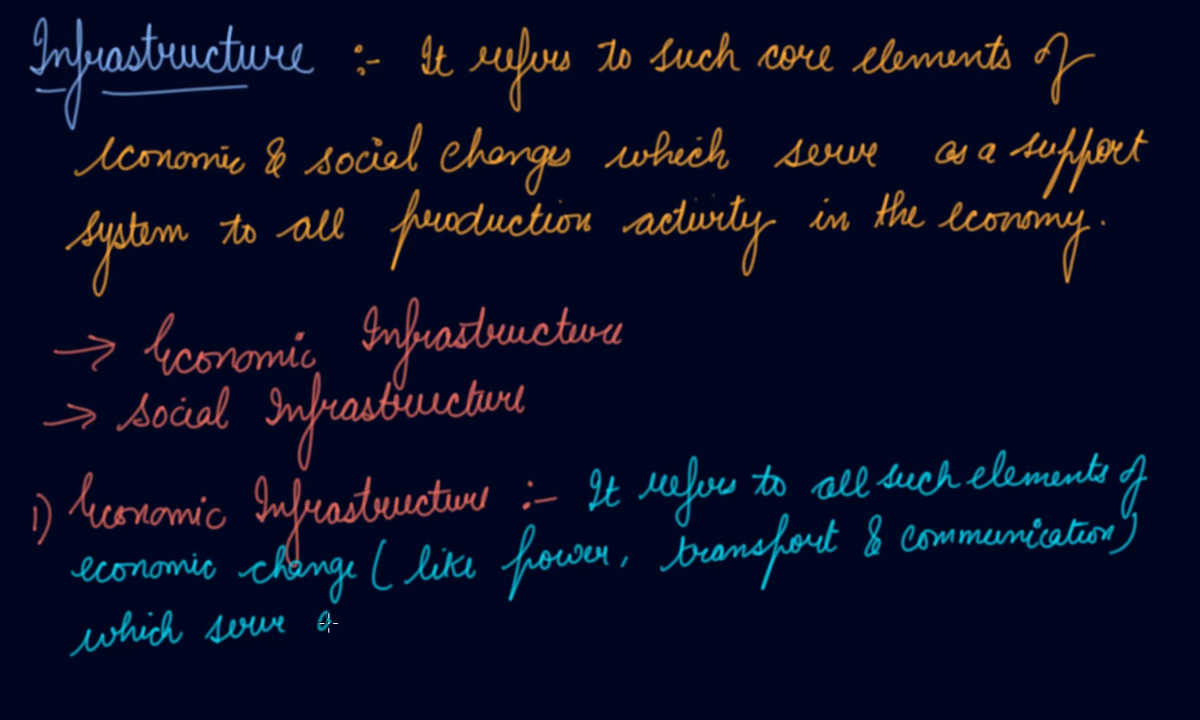 Infrastructure :- It refers to such core elements of
economic & social changes which serve as a support
system to all production activity in the economy.
→ Economic Infrastructure
→ Social Infrastructure
1) Economic Infrastructure :- It refers to all such elements of
economic change (like power, transport & communication)
which serve a